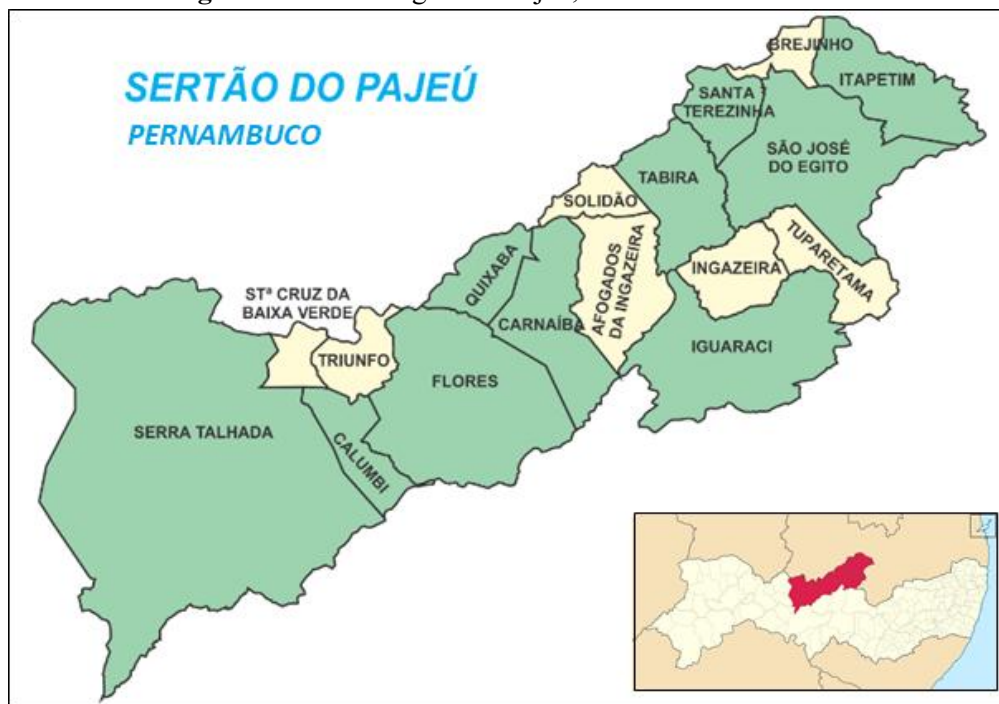 SERTÃO DO PAJEÚ
PERNAMBUCO
BREJINHO
ITAPETIM
SANTA
TEREZINHA
SÃO JOSÉ
DO EGITO
TABIRA
SOLIDÃO
TUPARETAMA
INGAZEIRA
AFOGADOS
DA INGAZEIRA
QUIXABA
CARNAÍBA
IGUARACI
STª CRUZ DA
BAIXA VERDE
TRIUNFO
FLORES
SERRA TALHADA
CALUMBI